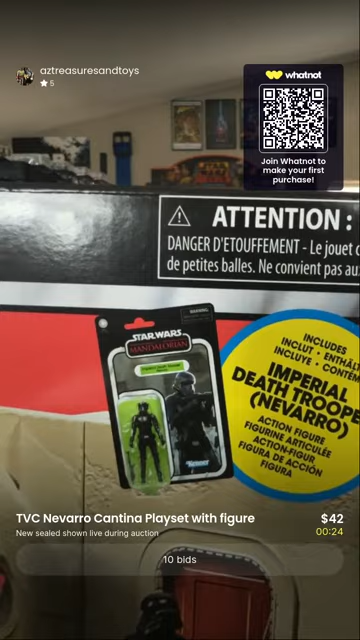 aztreasuresandtoys
★ 5
whatnot
Join Whatnot to
make your first
purchase!
ATTENTION :
DANGER D'ETOUFFEMENT - Le jouet
de petites balles. Ne convient pas
STAR WARS
THE MANDALORIAN
Kenner
INCLUDES
INCLUT • ENTHÄLT
INCLUYE • CONTÉM
IMPERIAL
DEATH TROOPE
(NEVARRO)
ACTION FIGURE
FIGURINE ARTICULÉE
ACTION-FIGUR
FIGURA DE ACCIÓN
FIGURA
TVC Nevarro Cantina Playset with figure
$42
New sealed shown live during auction
00:24
10 bids